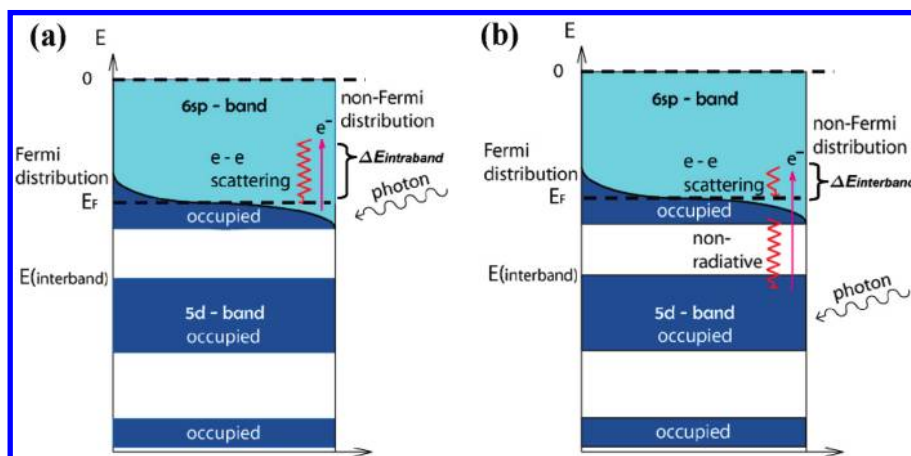 (a)
E
0
6sp - band
non-Fermi
distribution
e⁻
Fermi
distribution
e - e
scattering
ΔEintraband
photon
EF
occupied
E(interband)
5d - band
occupied
occupied
(b)
E
0
6sp - band
non-Fermi
distribution
Fermi
distribution
e - e
scattering
e⁻
ΔEinterband
EF
occupied
non-
radiative
E(interband)
photon
5d - band
occupied
occupied